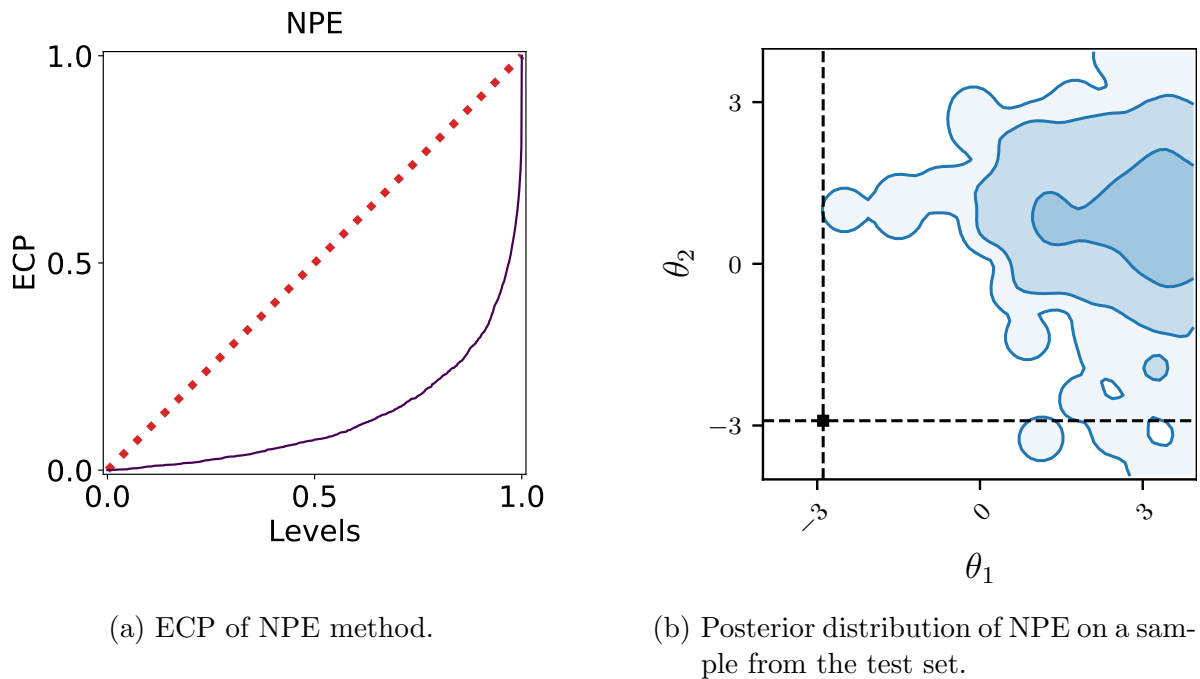 NPE
1.0
0.5
0.0
ECP
0.0 0.5 1.0
Levels
(a) ECP of NPE method.
3
0
−3
θ2
−3 0 3
θ1
(b) Posterior distribution of NPE on a sam-
ple from the test set.